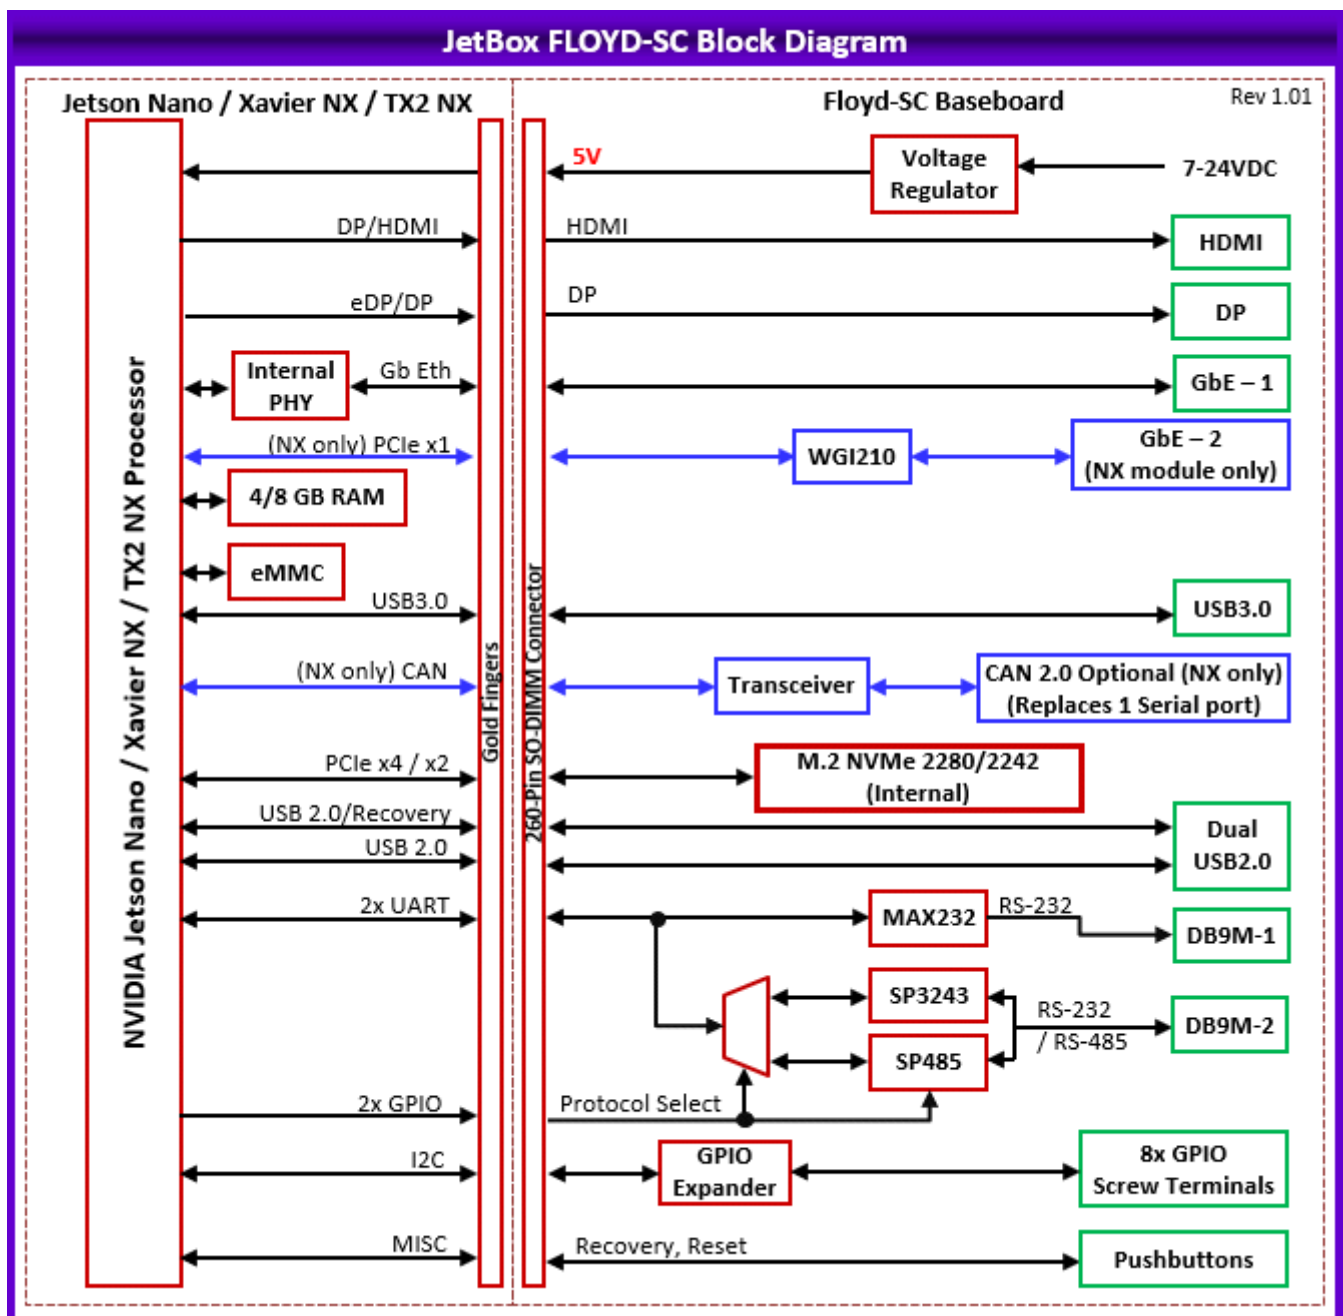 JetBox FLOYD-SC Block Diagram
Jetson Nano / Xavier NX / TX2 NX
Floyd-SC Baseboard
Rev 1.01
5V
Voltage
Regulator
7-24VDC
DP/HDMI
HDMI
HDMI
eDP/DP
DP
DP
Internal
PHY
Gb Eth
GbE – 1
(NX only) PCIe x1
WGI210
GbE – 2
(NX module only)
4/8 GB RAM
eMMC
USB3.0
USB3.0
(NX only) CAN
Transceiver
CAN 2.0 Optional (NX only)
(Replaces 1 Serial port)
NVIDIA Jetson Nano / Xavier NX / TX2 NX Processor
Gold Fingers
260-Pin SO-DIMM Connector
PCIe x4 / x2
M.2 NVMe 2280/2242
(Internal)
USB 2.0/Recovery
USB 2.0
Dual
USB2.0
2x UART
MAX232
RS-232
DB9M-1
SP3243
RS-232
/ RS-485
DB9M-2
SP485
2x GPIO
Protocol Select
I2C
GPIO
Expander
8x GPIO
Screw Terminals
MISC
Recovery, Reset
Pushbuttons